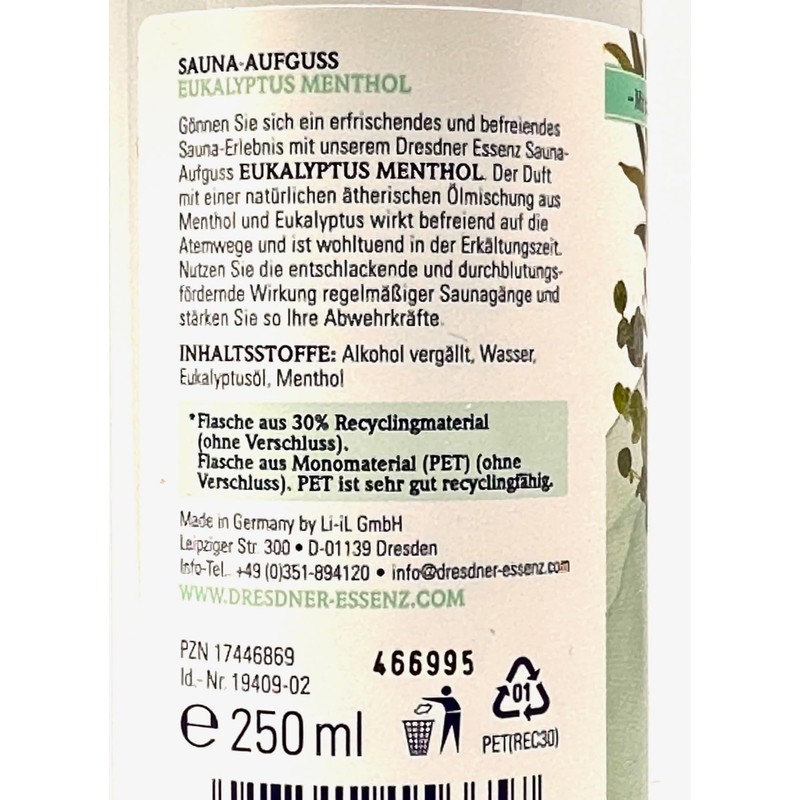 SAUNA-AUFGUSS
EUKALYPTUS MENTHOL
Gönnen Sie sich ein erfrischendes und befreiendes
Sauna-Erlebnis mit unserem Dresdner Essenz Sauna-
Aufguss EUKALYPTUS MENTHOL. Der Duft
mit einer natürlichen ätherischen Ölmischung aus
Menthol und Eukalyptus wirkt befreiend auf die
Atemwege und ist wohltuend in der Erkältungszeit.
Nutzen Sie die entschlackende und durchblutungs-
fördernde Wirkung regelmäßiger Saunagänge und
stärken Sie so Ihre Abwehrkräfte.
INHALTSSTOFFE: Alkohol vergällt, Wasser,
Eukalyptusöl, Menthol
*Flasche aus 30% Recyclingmaterial
(ohne Verschluss).
Flasche aus Monomaterial (PET) (ohne
Verschluss). PET ist sehr gut recyclingfähig.
Made in Germany by Li-iL GmbH
Leipziger Str. 300 • D-01139 Dresden
Info-Tel. +49 (0)351-894120 • info@dresdner-essenz.com
WWW.DRESDNER-ESSENZ.COM
PZN 17446869
Id.-Nr. 19409-02
466995
01
PET(REC30)
e 250 ml